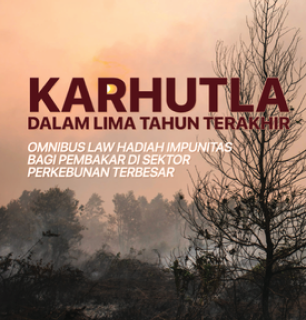 KARHUTLA
DALAM LIMA TAHUN TERAKHIR
OMNIBUS LAW HADIAH IMPUNITAS
BAGI PEMBAKAR DI SEKTOR
PERKEBUNAN TERBESAR